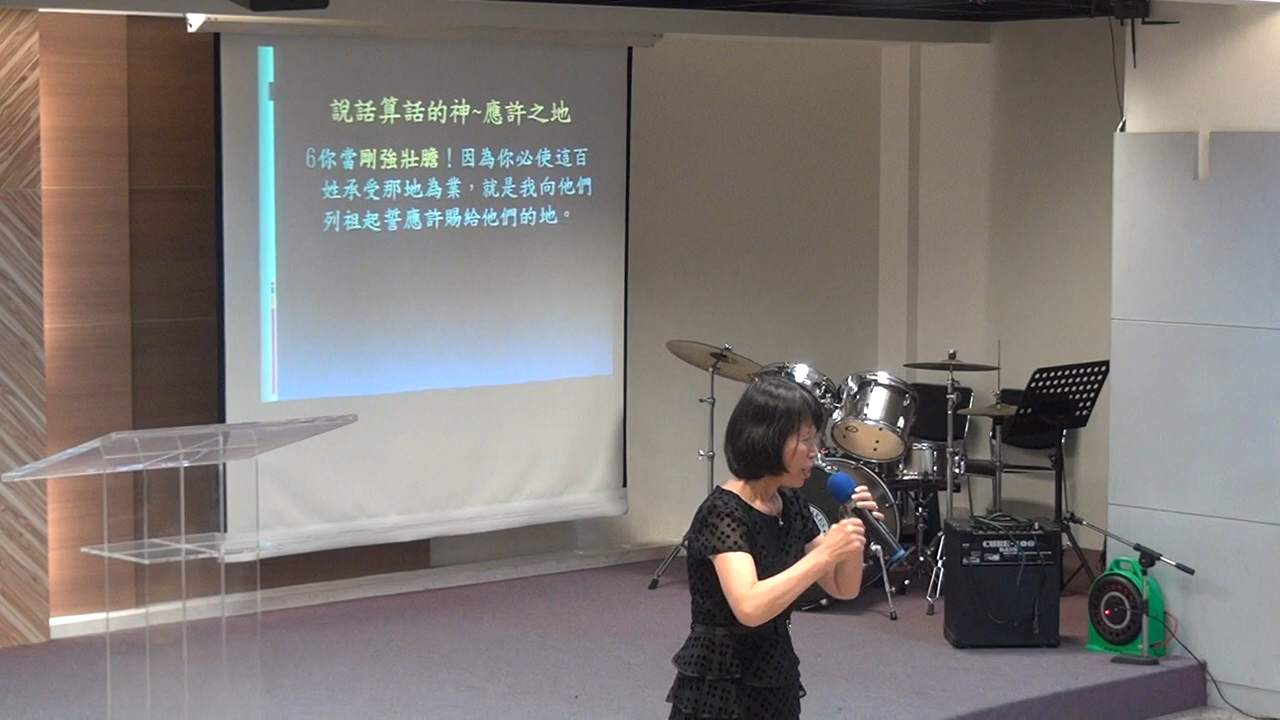 說話算話的神~應許之地
6你當剛強壯膽！因為你必使這百
姓承受那地為業，就是我向他們
列祖起誓應許賜給他們的地。
CUBE-100